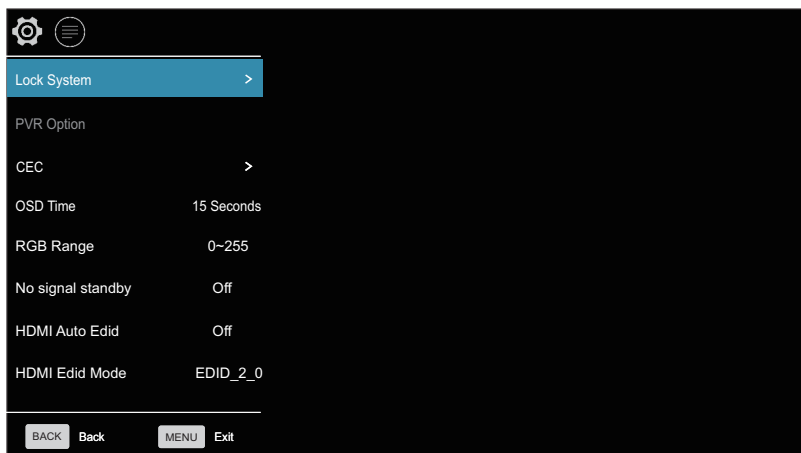 Lock System >
PVR Option
CEC >
OSD Time 15 Seconds
RGB Range 0~255
No signal standby Off
HDMI Auto Edid Off
HDMI Edid Mode EDID_2_0
BACK Back MENU Exit